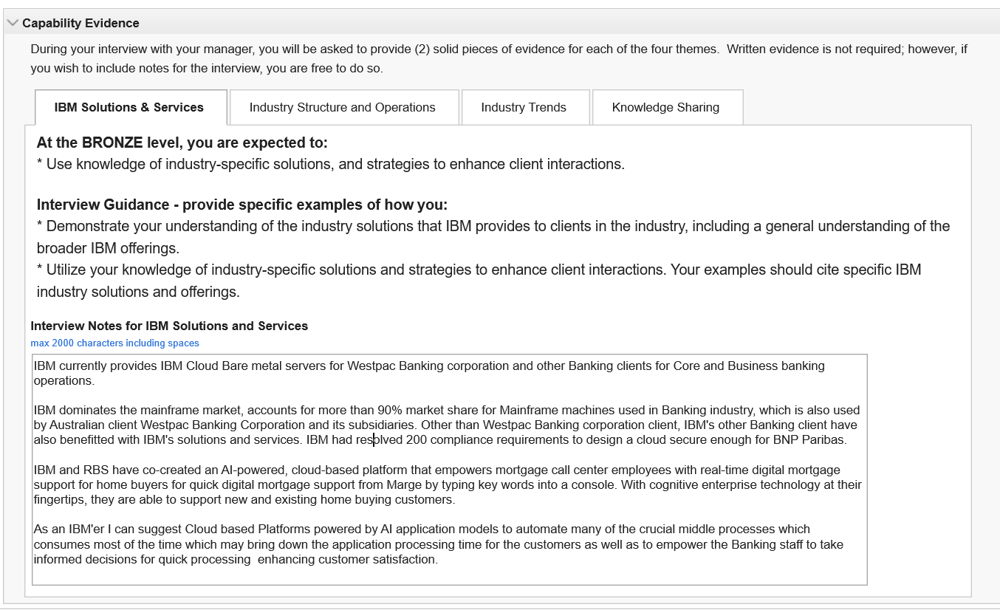 Capability Evidence
During your interview with your manager, you will be asked to provide (2) solid pieces of evidence for each of the four themes.  Written evidence is not required; however, if
you wish to include notes for the interview, you are free to do so.
IBM Solutions & Services
Industry Structure and Operations
Industry Trends
Knowledge Sharing
At the BRONZE level, you are expected to:
* Use knowledge of industry-specific solutions, and strategies to enhance client interactions.
Interview Guidance - provide specific examples of how you:
* Demonstrate your understanding of the industry solutions that IBM provides to clients in the industry, including a general understanding of the
broader IBM offerings.
* Utilize your knowledge of industry-specific solutions and strategies to enhance client interactions. Your examples should cite specific IBM
industry solutions and offerings.
Interview Notes for IBM Solutions and Services
max 2000 characters including spaces
IBM currently provides IBM Cloud Bare metal servers for Westpac Banking corporation and other Banking clients for Core and Business banking
operations.
IBM dominates the mainframe market, accounts for more than 90% market share for Mainframe machines used in Banking industry, which is also used
by Australian client Westpac Banking Corporation and its subsidiaries. Other than Westpac Banking corporation client, IBM's other Banking client have
also benefitted with IBM's solutions and services. IBM had resolved 200 compliance requirements to design a cloud secure enough for BNP Paribas.
IBM and RBS have co-created an AI-powered, cloud-based platform that empowers mortgage call center employees with real-time digital mortgage
support for home buyers for quick digital mortgage support from Marge by typing key words into a console. With cognitive enterprise technology at their
fingertips, they are able to support new and existing home buying customers.
As an IBM'er I can suggest Cloud based Platforms powered by AI application models to automate many of the crucial middle processes which
consumes most of the time which may bring down the application processing time for the customers as well as to empower the Banking staff to take
informed decisions for quick processing  enhancing customer satisfaction.